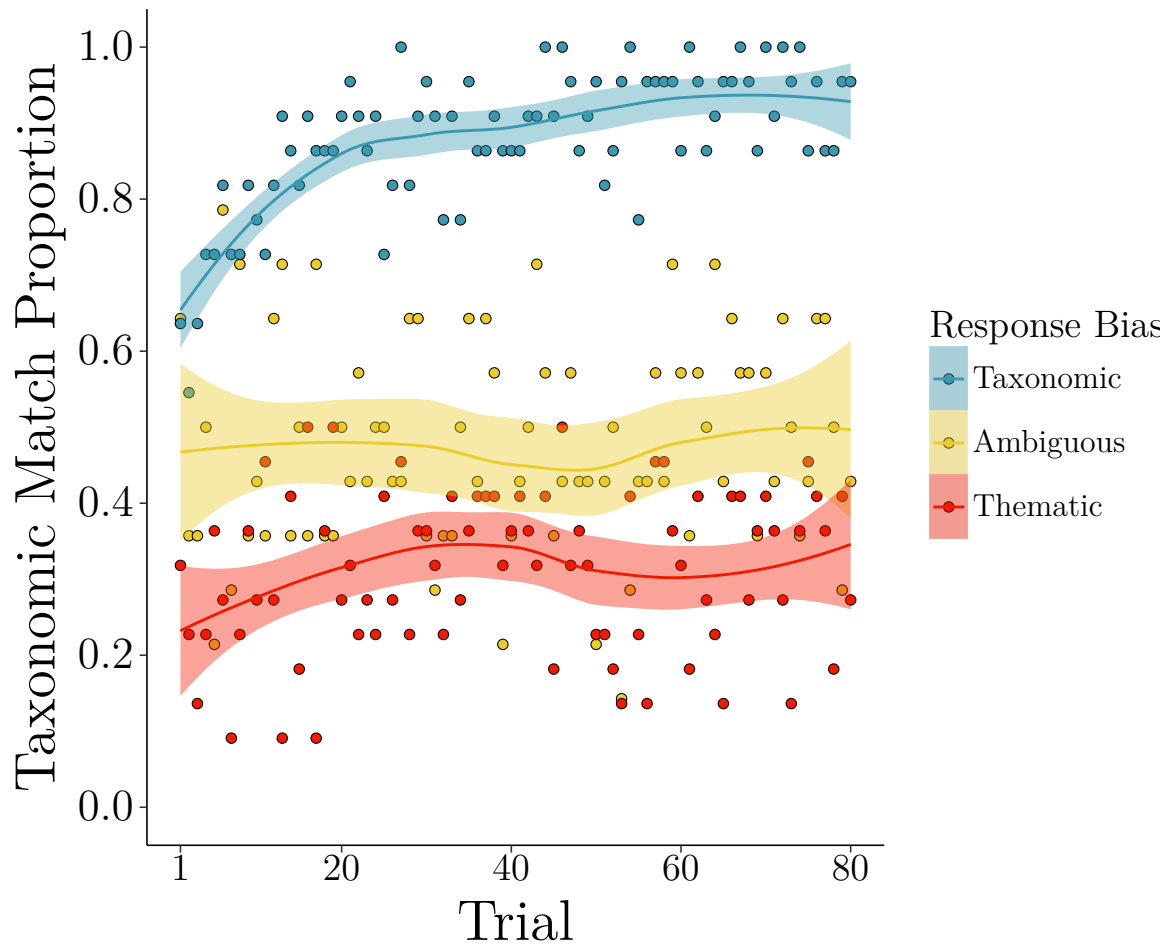 Taxonomic Match Proportion
1.0
0.8
0.6
0.4
0.2
0.0
1 20 40 60 80
Trial
Response Bias
Taxonomic
Ambiguous
Thematic